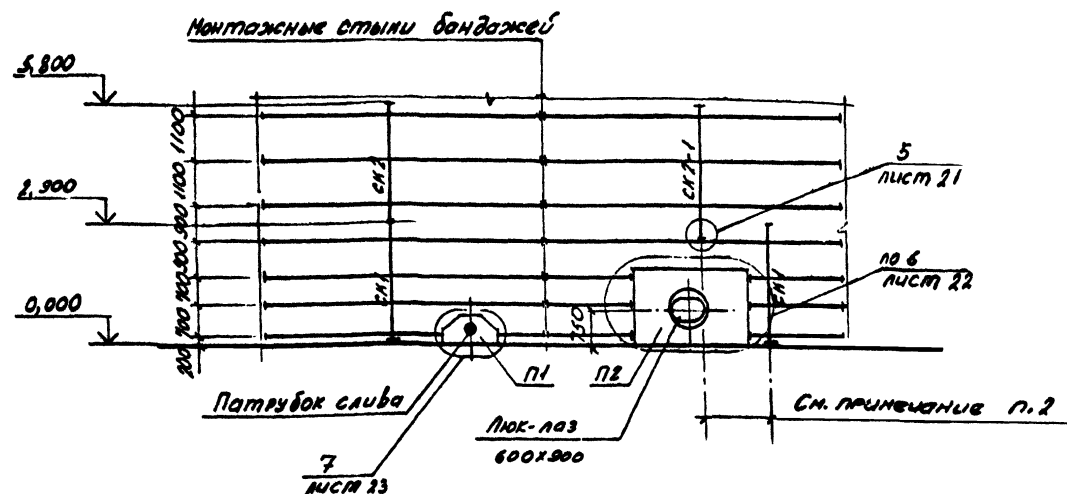 Монтажные стыки бандажей
5,800
1100
1100
900
900
700
700
200
2,900
0,000
СК2
СК1
СК2-1
СК1
5
лист 21
по 6
лист 22
750
П1
П2
Патрубок слива
Люк-лаз
600х900
7
лист 23
См. примечание п.2